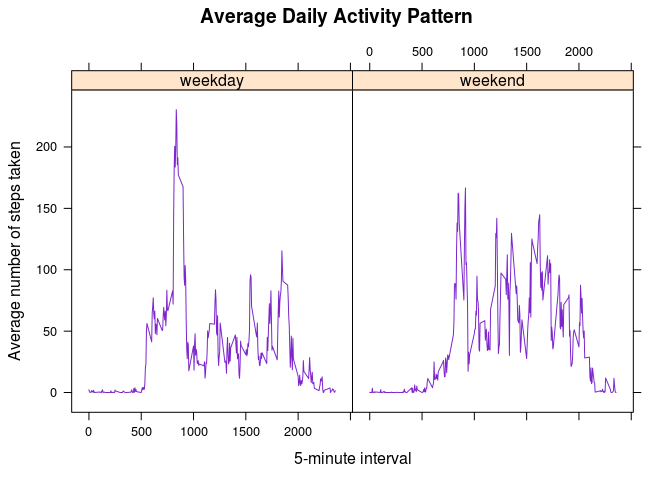 Average Daily Activity Pattern
0 500 1000 1500 2000
weekday weekend
Average number of steps taken
200
150
100
50
0
0 500 1000 1500 2000
5-minute interval